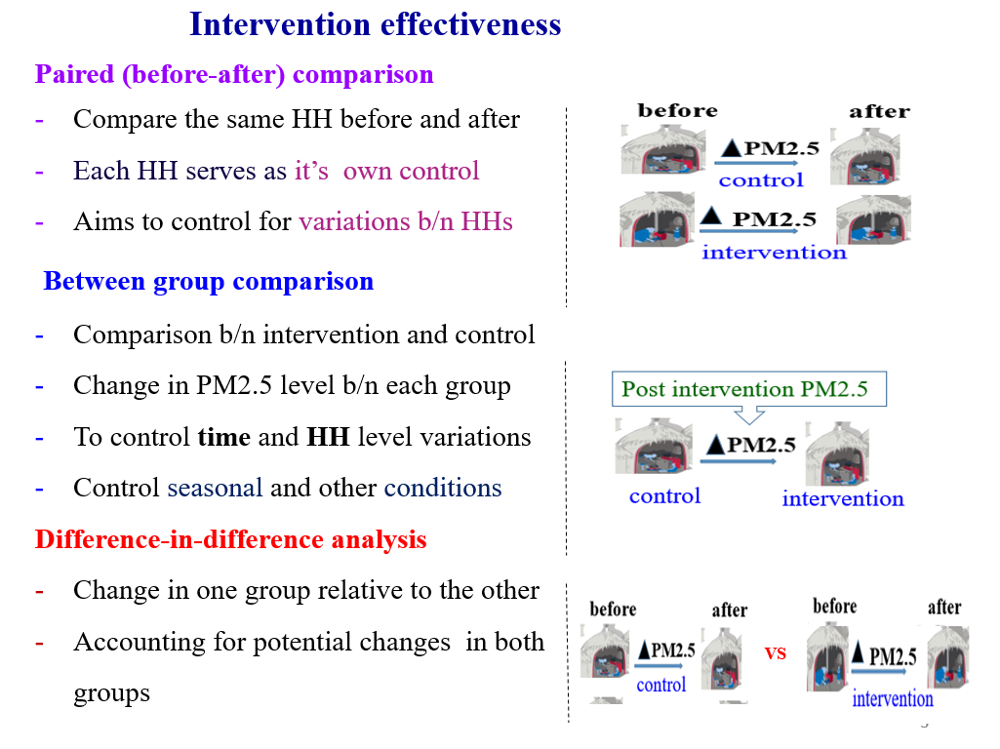 Intervention effectiveness
Paired (before-after) comparison
- Compare the same HH before and after
- Each HH serves as it’s  own control
- Aims to control for variations b/n HHs
before after
▲PM2.5
control
▲ PM2.5
intervention
Between group comparison
- Comparison b/n intervention and control
- Change in PM2.5 level b/n each group
- To control time and HH level variations
- Control seasonal and other conditions
Post intervention PM2.5
▲PM2.5
control intervention
Difference-in-difference analysis
- Change in one group relative to the other
- Accounting for potential changes  in both
groups
before after before after
▲PM2.5 vs ▲ PM2.5
control intervention